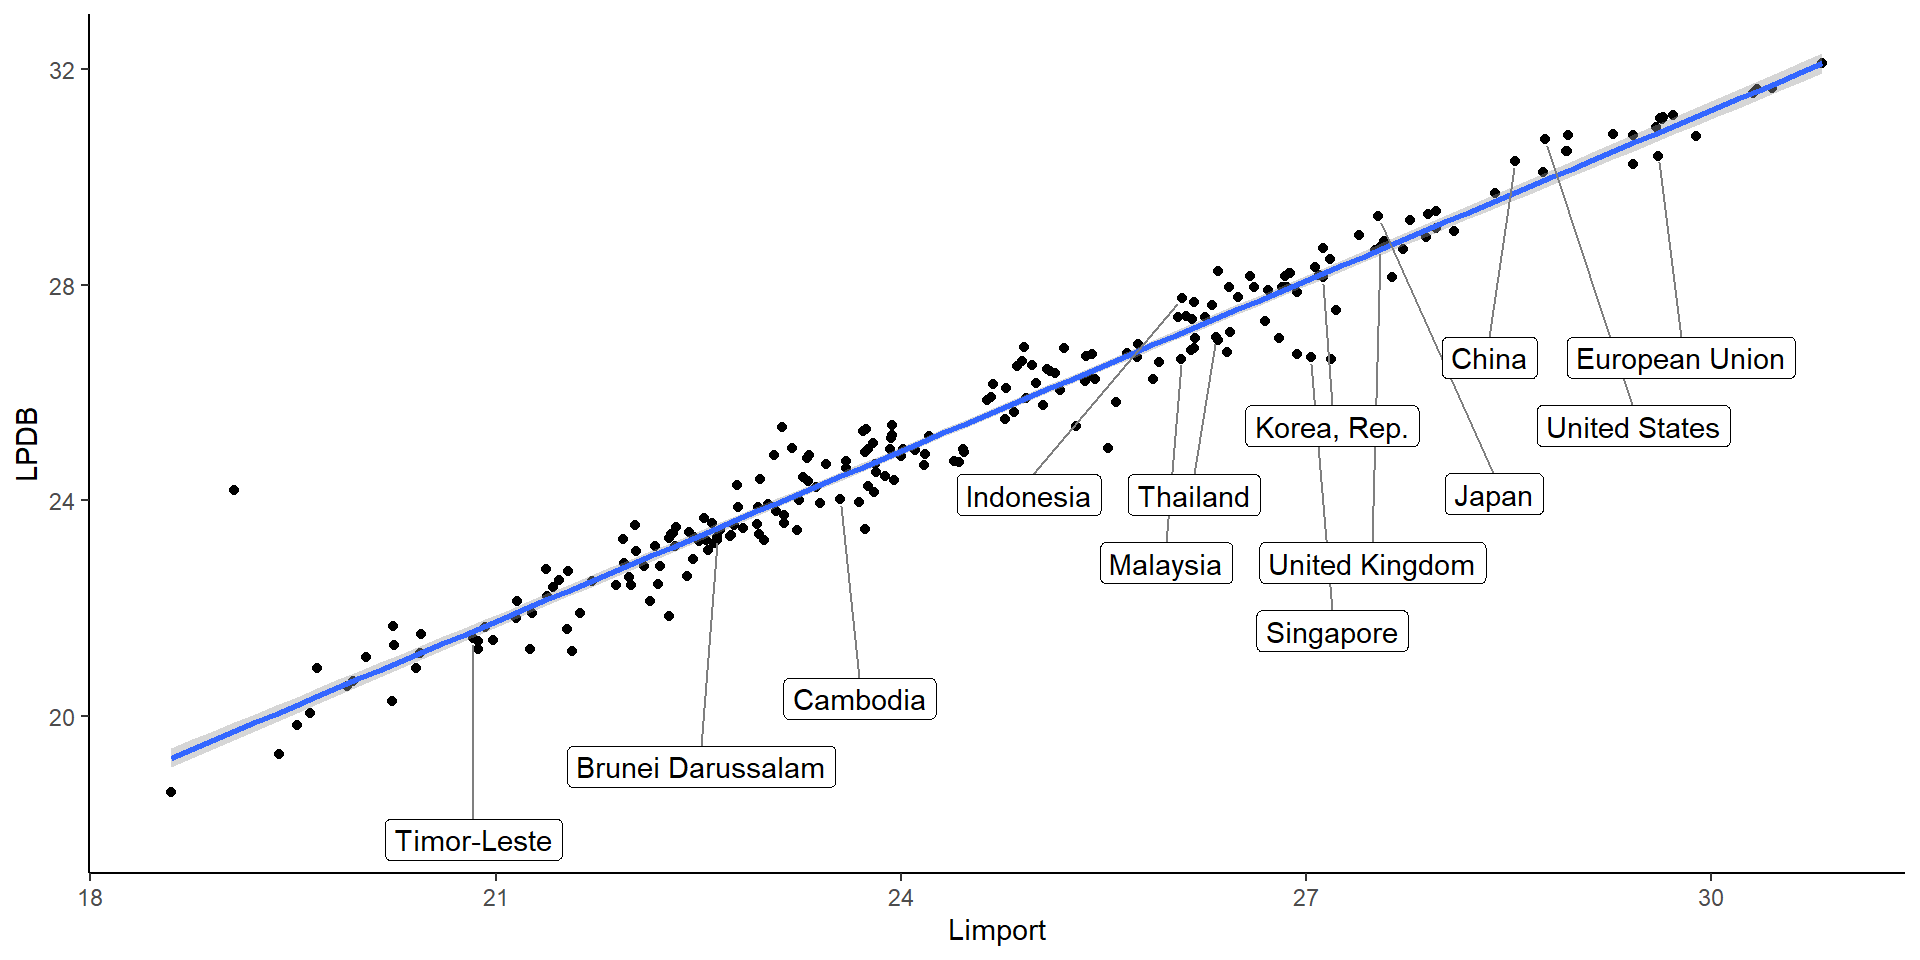 32
28
24
20
LPDB
China
European Union
Korea, Rep.
United States
Indonesia
Thailand
Japan
Malaysia
United Kingdom
Singapore
Cambodia
Brunei Darussalam
Timor-Leste
18
21
24
27
30
Limport